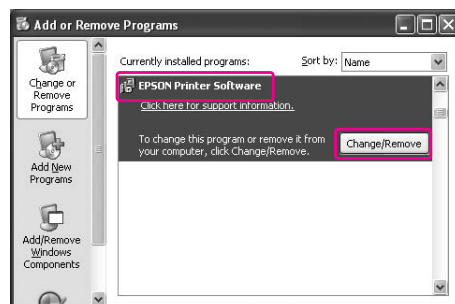 Add or Remove Programs
Change or
Remove
Programs
Add New
Programs
Add/Remove
Windows
Components
Currently installed programs:
Sort by: Name
EPSON Printer Software
Click here for support information.
To change this program or remove it from
your computer, click Change/Remove.
Change/Remove